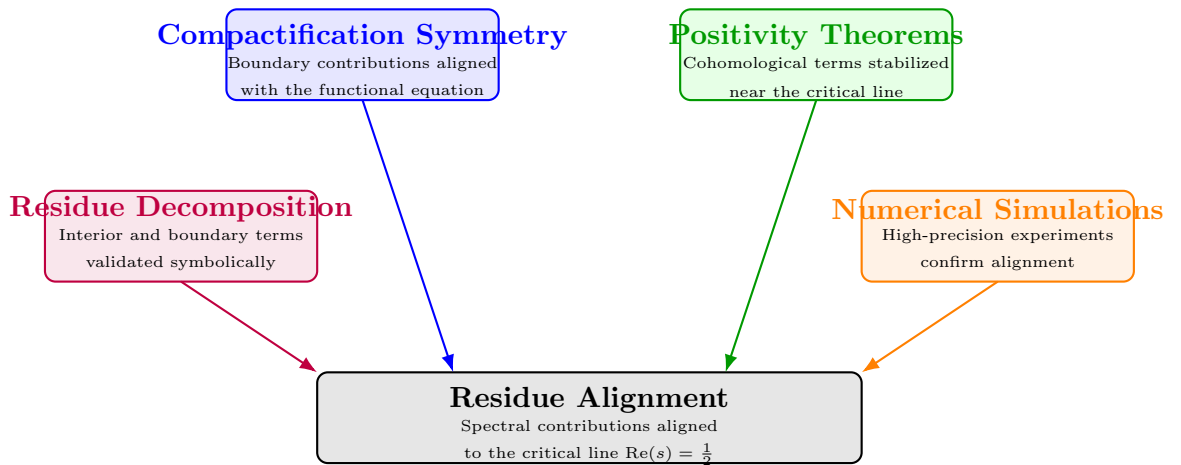 Compactification Symmetry
Boundary contributions aligned
with the functional equation
Positivity Theorems
Cohomological terms stabilized
near the critical line
Residue Decomposition
Interior and boundary terms
validated symbolically
Numerical Simulations
High-precision experiments
confirm alignment
Residue Alignment
Spectral contributions aligned
to the critical line Re(s) = 1/2